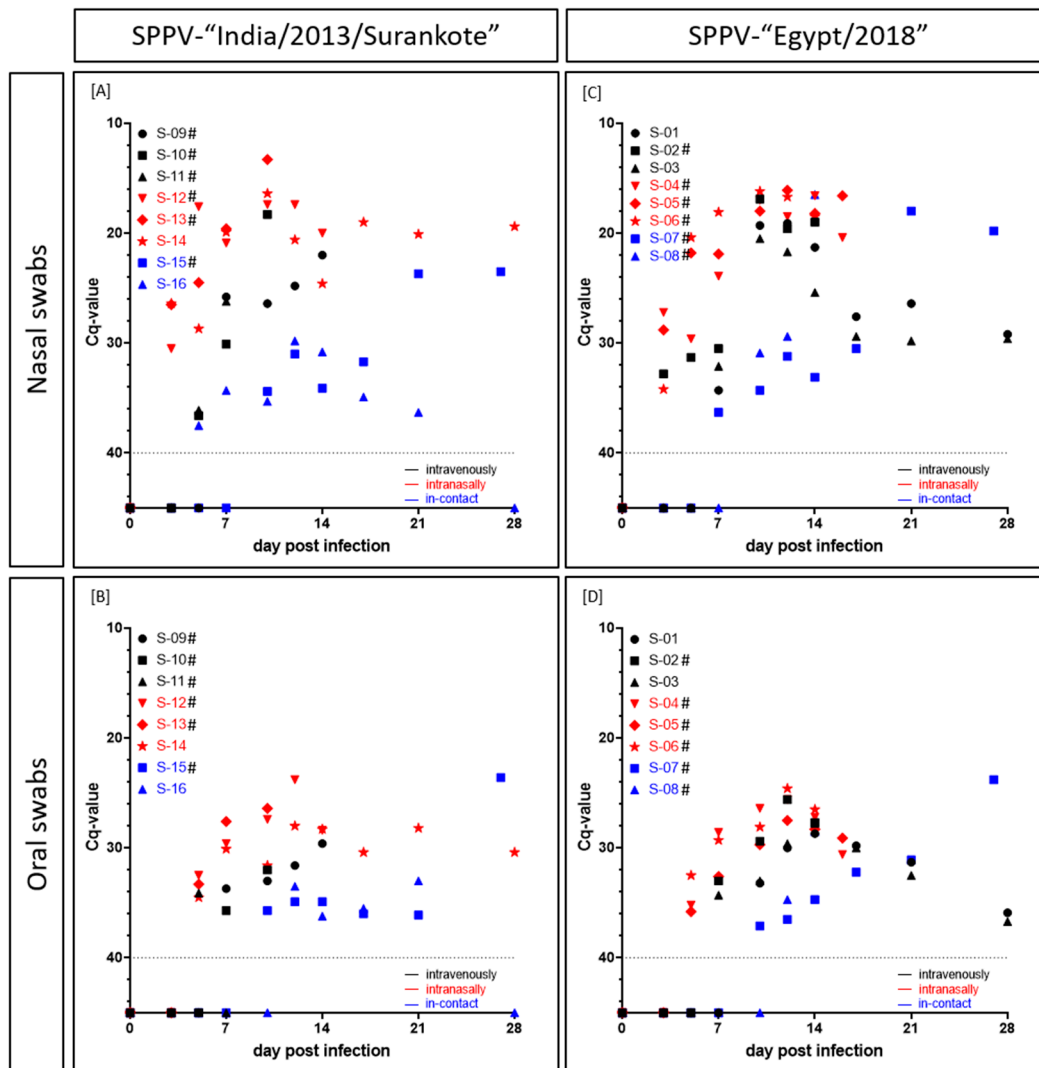 SPPV-“India/2013/Surankote”
SPPV-“Egypt/2018”
Nasal swabs
[A]
10
20
30
40
Cq-value
S-09#
S-10#
S-11#
S-12#
S-13#
S-14
S-15#
S-16
intravenously
intranasally
in-contact
0 7 14 21 28
day post infection
[C]
10
20
30
40
Cq-value
S-01
S-02#
S-03
S-04#
S-05#
S-06#
S-07#
S-08#
intravenously
intranasally
in-contact
0 7 14 21 28
day post infection
Oral swabs
[B]
10
20
30
40
Cq-value
S-09#
S-10#
S-11#
S-12#
S-13#
S-14
S-15#
S-16
intravenously
intranasally
in-contact
0 7 14 21 28
day post infection
[D]
10
20
30
40
Cq-value
S-01
S-02 #
S-03
S-04 #
S-05 #
S-06 #
S-07 #
S-08 #
intravenously
intranasally
in-contact
0 7 14 21 28
day post infection